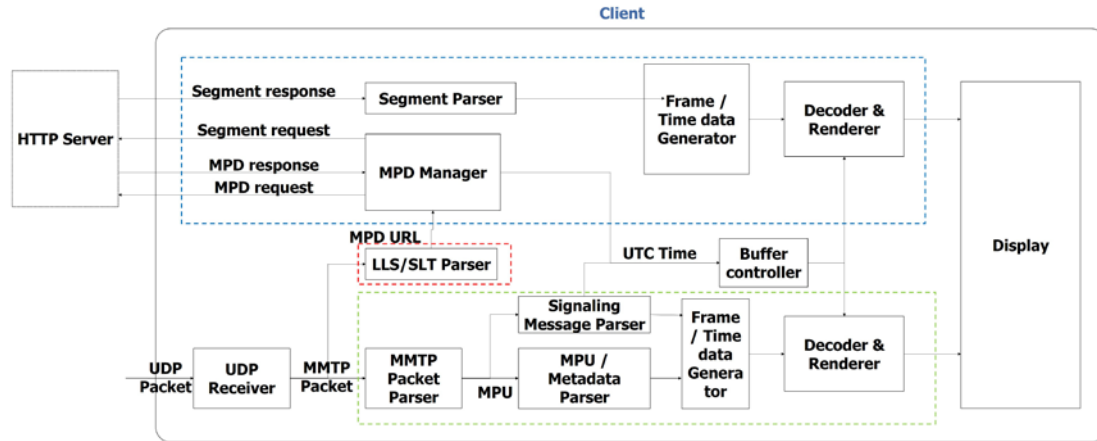 Client
Segment response
Segment Parser
Frame /
Time data
Generator
Decoder &
Renderer
HTTP Server
Segment request
MPD response
MPD Manager
MPD request
MPD URL
LLS/SLT Parser
UTC Time
Buffer
controller
Display
Signaling
Message Parser
Frame
/ Time
data
Genera
tor
Decoder &
Renderer
UDP
Packet
UDP
Receiver
MMTP
Packet
MMTP
Packet
Parser
MPU
MPU /
Metadata
Parser